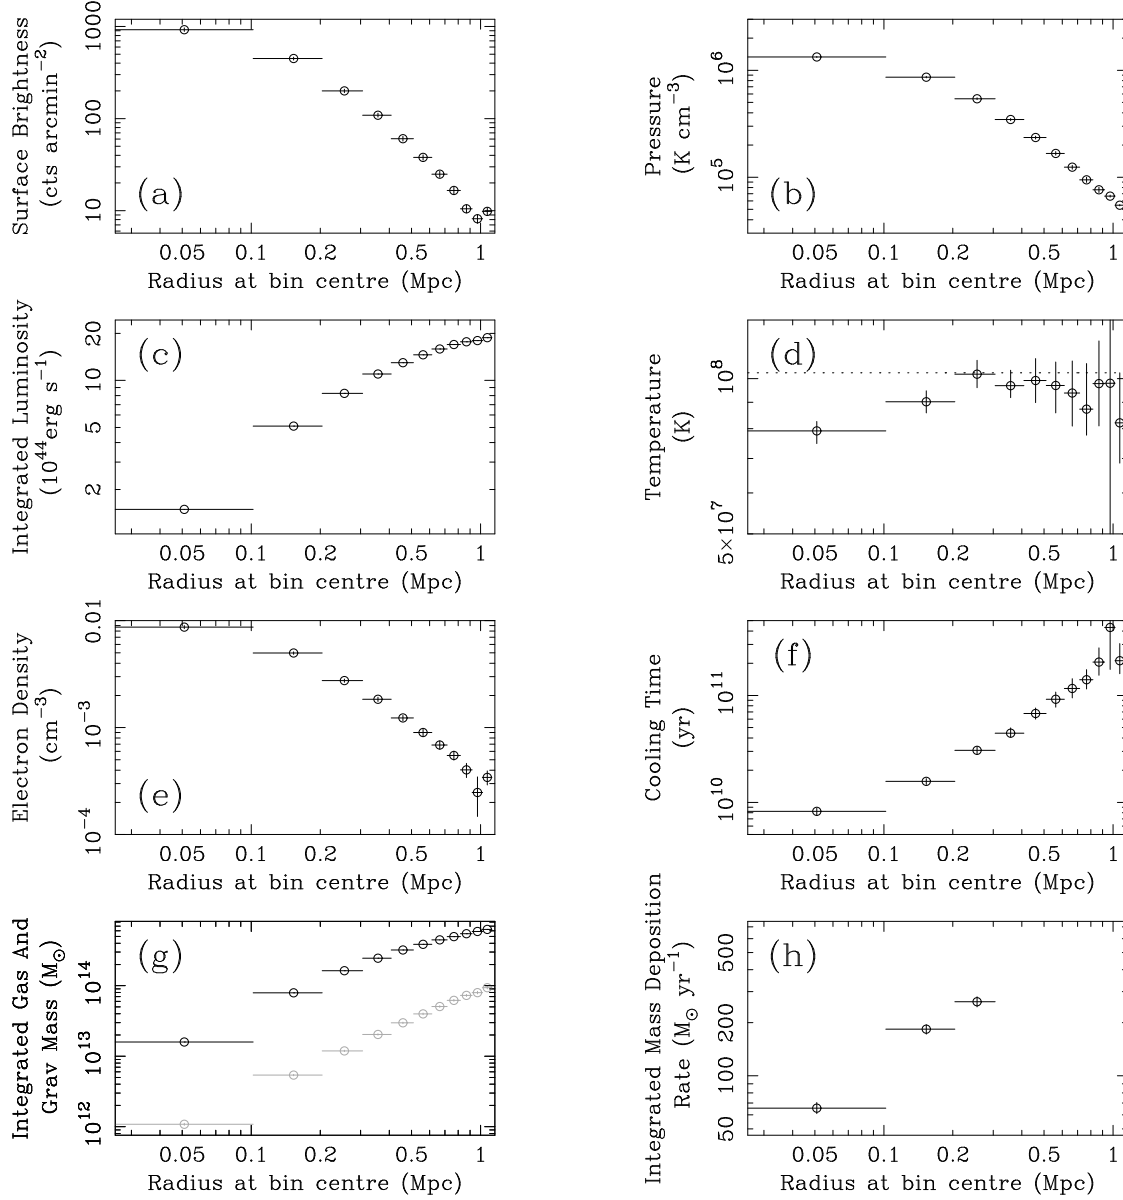 Surface Brightness
(cts arcmin⁻²)
1000
100
10
(a)
0.05 0.1 0.2 0.5 1
Radius at bin centre (Mpc)
Pressure
(K cm⁻³)
10⁶
10⁵
(b)
0.05 0.1 0.2 0.5 1
Radius at bin centre (Mpc)
Integrated Luminosity
(10⁴⁴erg s⁻¹)
20
10
5
2
(c)
0.05 0.1 0.2 0.5 1
Radius at bin centre (Mpc)
Temperature
(K)
10⁸
5×10⁷
(d)
0.05 0.1 0.2 0.5 1
Radius at bin centre (Mpc)
Electron Density
(cm⁻³)
0.01
10⁻³
10⁻⁴
(e)
0.05 0.1 0.2 0.5 1
Radius at bin centre (Mpc)
Cooling Time
(yr)
10¹¹
10¹⁰
(f)
0.05 0.1 0.2 0.5 1
Radius at bin centre (Mpc)
Integrated Gas And
Grav Mass (M☉)
10¹⁴
10¹³
10¹²
(g)
0.05 0.1 0.2 0.5 1
Radius at bin centre (Mpc)
Integrated Mass Deposition
Rate (M☉ yr⁻¹)
500
200
100
50
(h)
0.05 0.1 0.2 0.5 1
Radius at bin centre (Mpc)